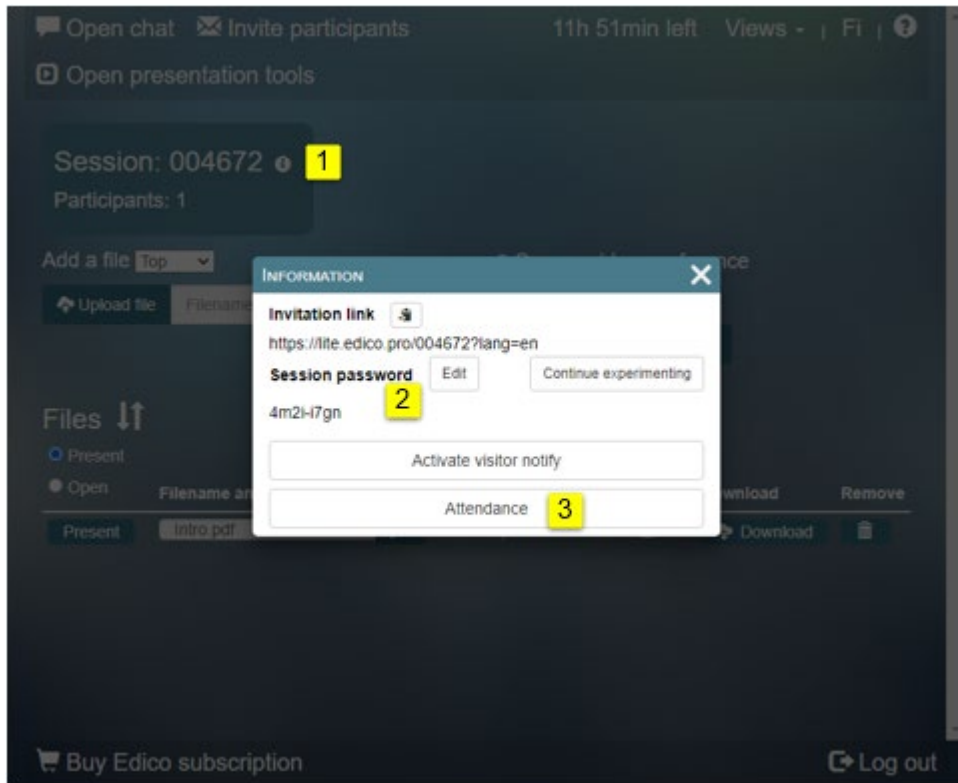 Open chat Invite participants 11h 51min left Views - | Fi | ?
Open presentation tools
Session: 004672 1
Participants: 1
Add a file Top
INFORMATION
Upload file Filename
Invitation link
https://lite.edico.pro/004672?lang=en
Session password Edit Continue experimenting
2
4m2i-i7gn
Files
Activate visitor notify
Present
Open Filename Remove
Attendance 3
Present Intro.pdf Download
Buy Edico subscription Log out